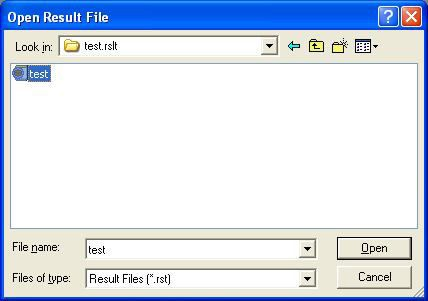 Open Result File
Look in: test.rslt
test
File name: test
Open
Files of type: Result Files (*.rst)
Cancel